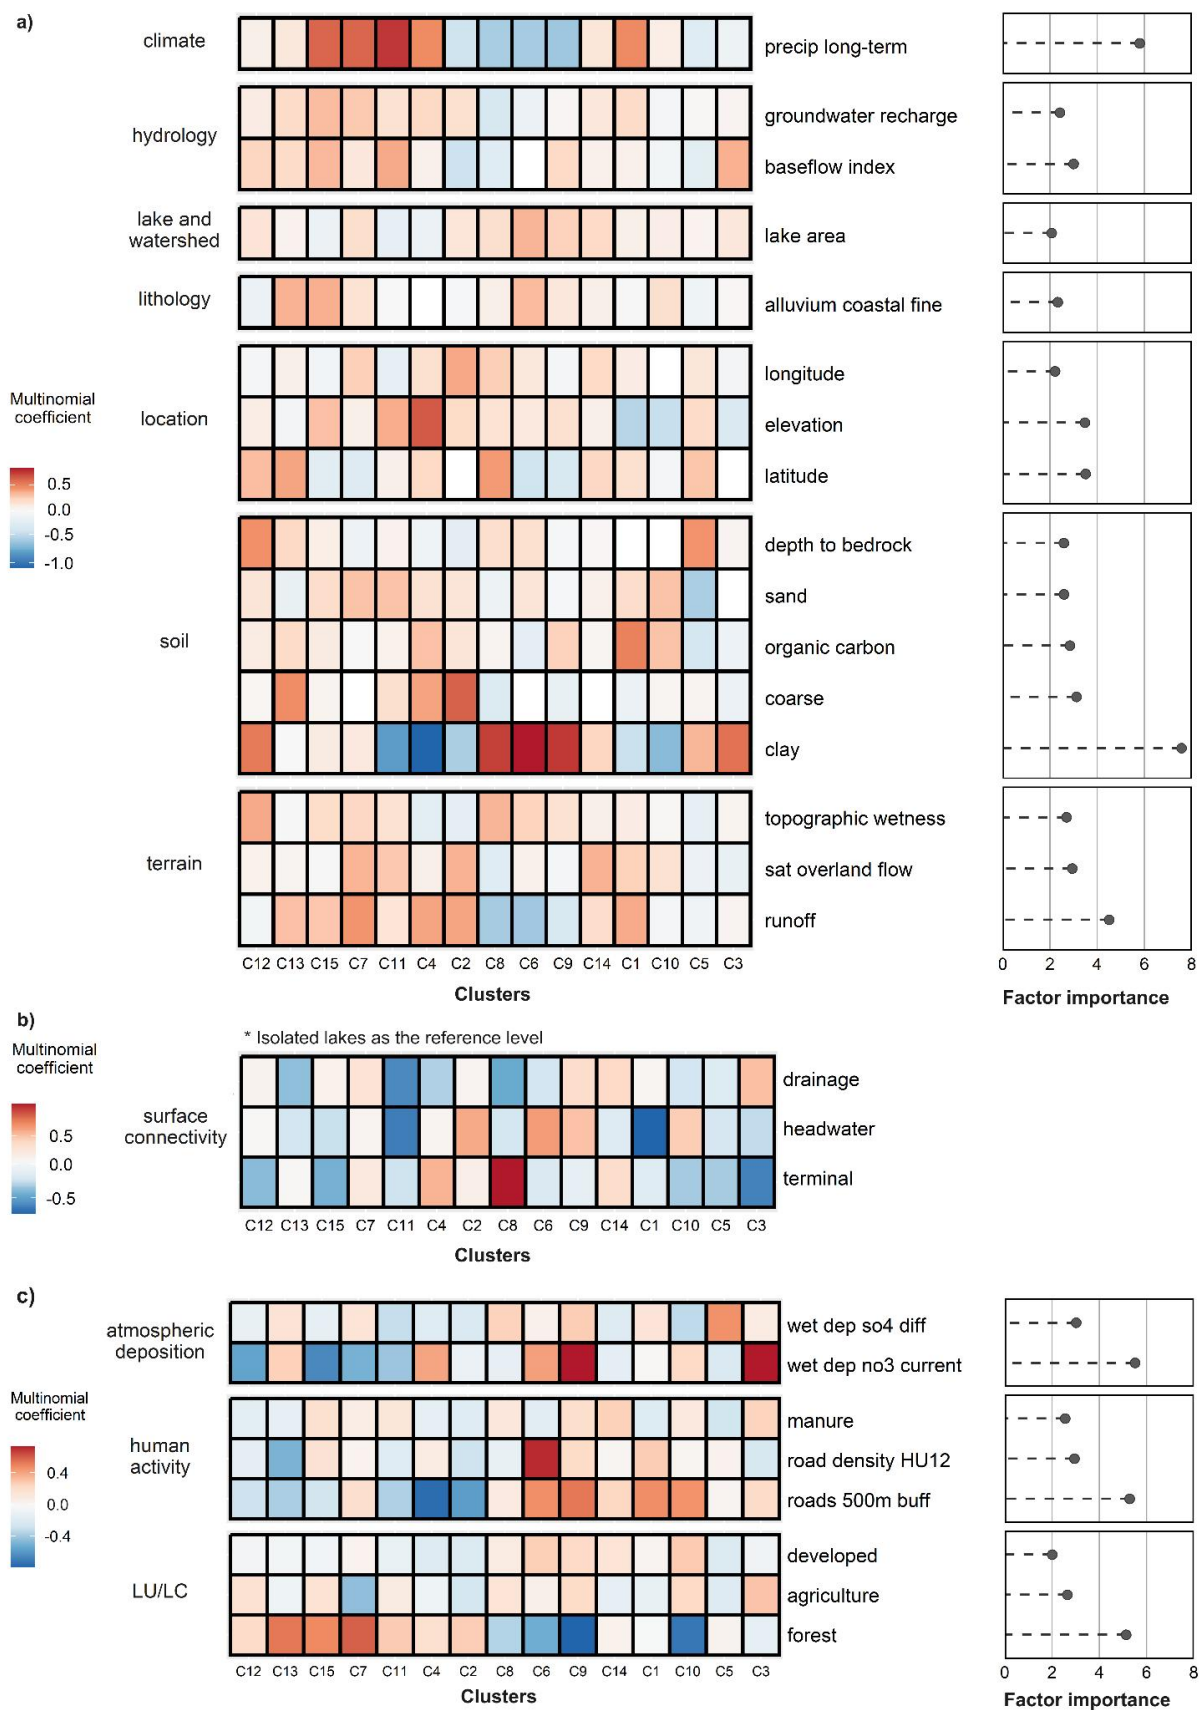 a)
climate
precip long-term
hydrology
groundwater recharge
baseflow index
lake and
watershed
lake area
lithology
alluvium coastal fine
Multinomial
coefficient
0.5
0.0
-0.5
-1.0
location
longitude
elevation
latitude
soil
depth to bedrock
sand
organic carbon
coarse
clay
terrain
topographic wetness
sat overland flow
runoff
C12 C13 C15 C7 C11 C4 C2 C8 C6 C9 C14 C1 C10 C5 C3
Clusters
0 2 4 6 8
Factor importance
b)
* Isolated lakes as the reference level
Multinomial
coefficient
0.5
0.0
-0.5
surface
connectivity
drainage
headwater
terminal
C12 C13 C15 C7 C11 C4 C2 C8 C6 C9 C14 C1 C10 C5 C3
Clusters
c)
atmospheric
deposition
wet dep so4 diff
wet dep no3 current
Multinomial
coefficient
0.4
0.0
-0.4
human
activity
manure
road density HU12
roads 500m buff
LU/LC
developed
agriculture
forest
C12 C13 C15 C7 C11 C4 C2 C8 C6 C9 C14 C1 C10 C5 C3
Clusters
0 2 4 6 8
Factor importance